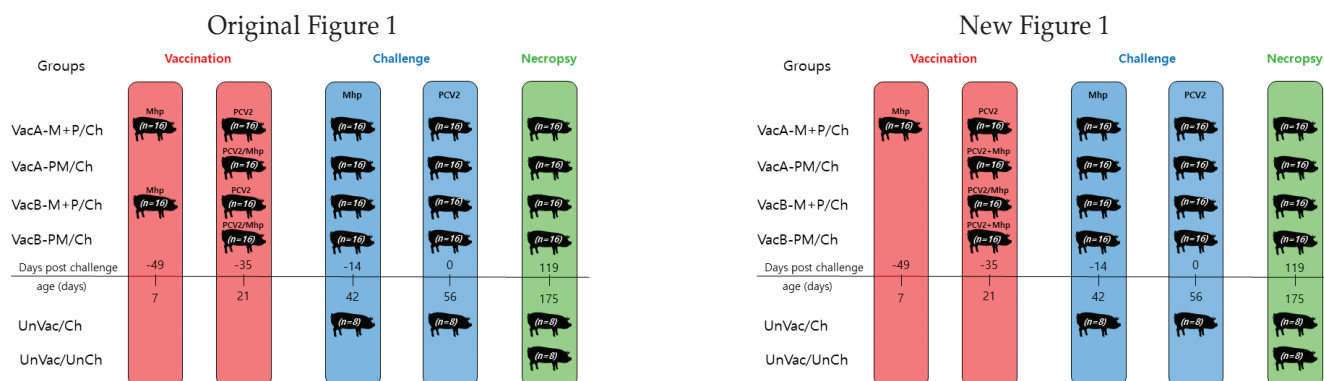 Original Figure 1
Groups Vaccination Challenge Necropsy
Mhp PCV2
Mhp PCV2
VacA-M+P/Ch (n=16) (n=16) (n=16) (n=16) (n=16)
PCV2/Mhp
VacA-PM/Ch (n=16) (n=16) (n=16) (n=16)
Mhp PCV2
VacB-M+P/Ch (n=16) (n=16) (n=16) (n=16) (n=16)
PCV2/Mhp
VacB-PM/Ch (n=16) (n=16) (n=16) (n=16)
Days post challenge -49 -35 -14 0 119
age (days) 7 21 42 56 175
UnVac/Ch (n=8) (n=8) (n=8)
UnVac/UnCh (n=8)
New Figure 1
Groups Vaccination Challenge Necropsy
Mhp PCV2
Mhp PCV2
VacA-M+P/Ch (n=16) (n=16) (n=16) (n=16) (n=16)
PCV2+Mhp
VacA-PM/Ch (n=16) (n=16) (n=16) (n=16)
PCV2/Mhp
VacB-M+P/Ch (n=16) (n=16) (n=16) (n=16)
PCV2+Mhp
VacB-PM/Ch (n=16) (n=16) (n=16) (n=16)
Days post challenge -49 -35 -14 0 119
age (days) 7 21 42 56 175
UnVac/Ch (n=8) (n=8) (n=8)
UnVac/UnCh (n=8)